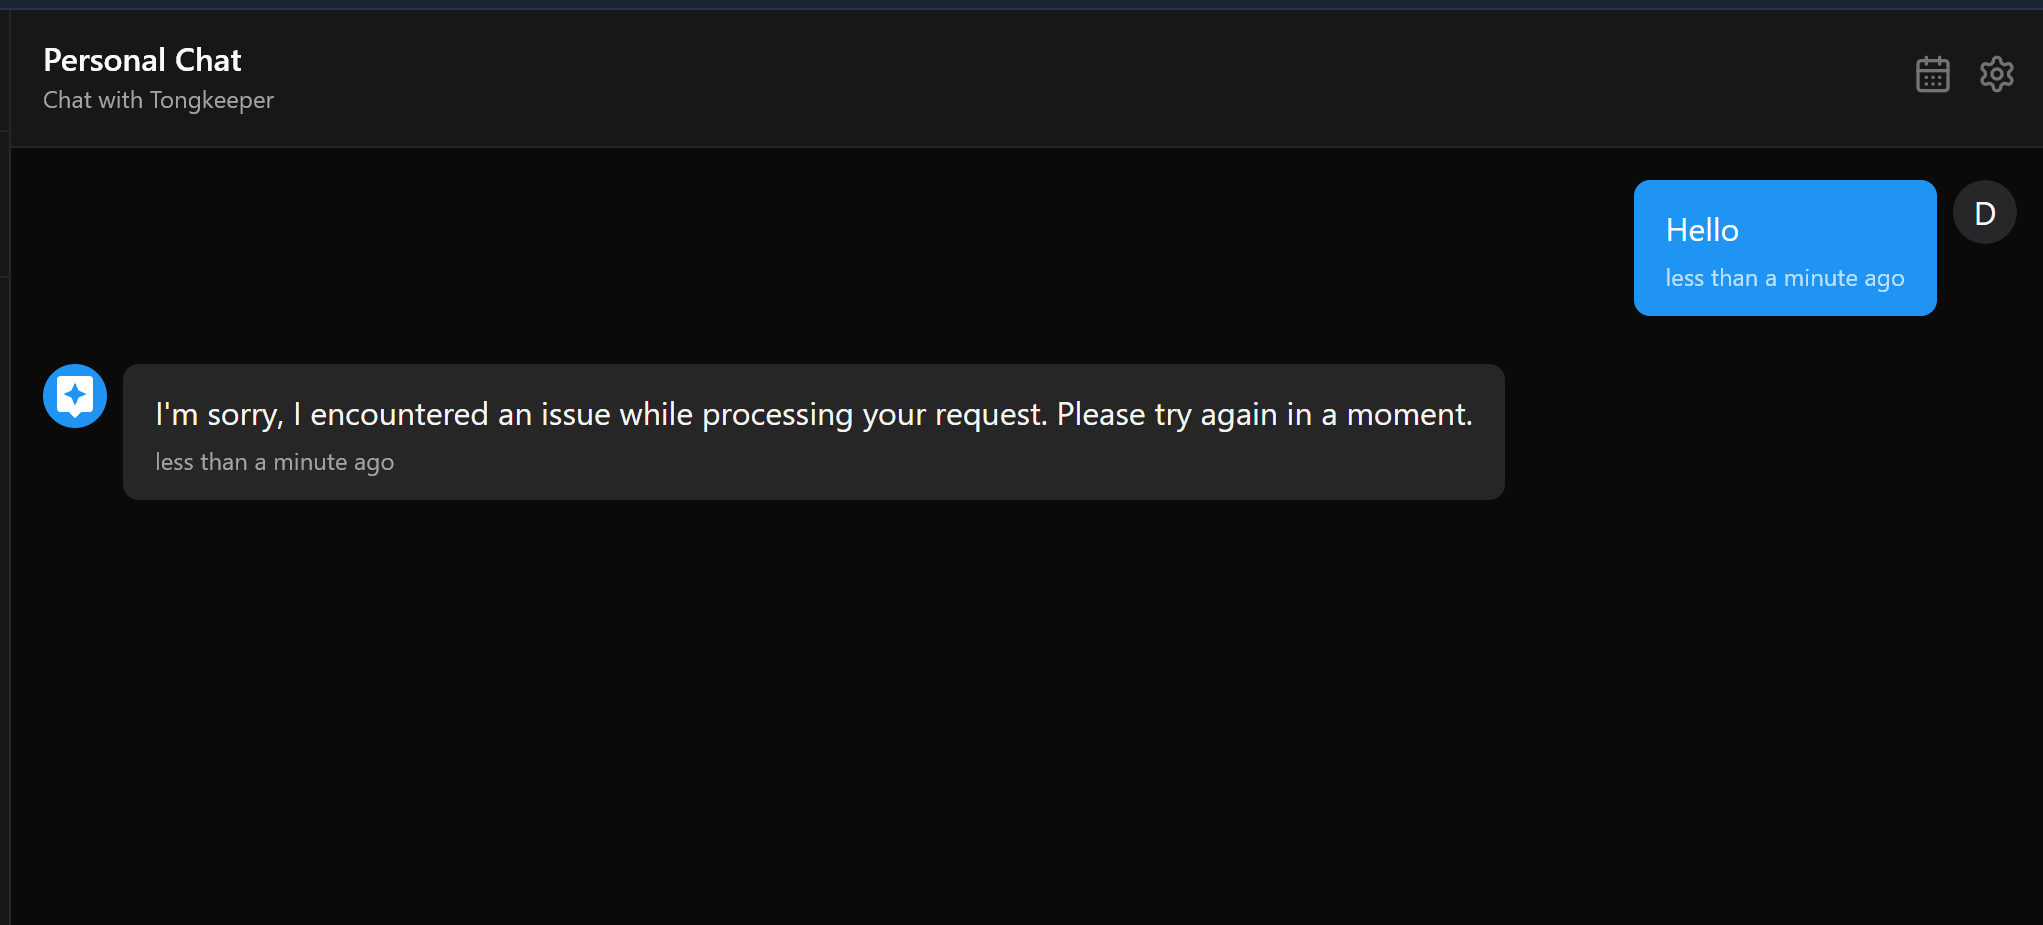 Personal Chat
Chat with Tongkeeper
Hello
less than a minute ago
D
I'm sorry, I encountered an issue while processing your request. Please try again in a moment.
less than a minute ago